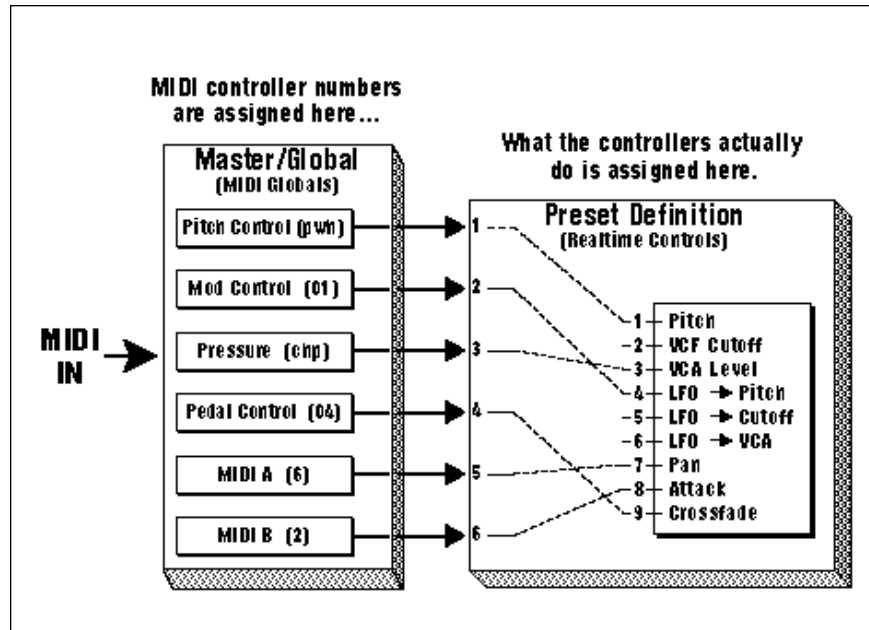 MIDI controller numbers
are assigned here...
Master/Global
(MIDI Globals)
Pitch Control (pwh)
Mod Control (01)
Pressure (chp)
Pedal Control (04)
MIDI A (6)
MIDI B (2)
MIDI
IN
What the controllers actually
do is assigned here.
Preset Definition
(Realtime Controls)
1
2
3
4
5
6
1 Pitch
2 VCF Cutoff
3 VCA Level
4 LFO → Pitch
5 LFO → Cutoff
6 LFO → VCA
7 Pan
8 Attack
9 Crossfade